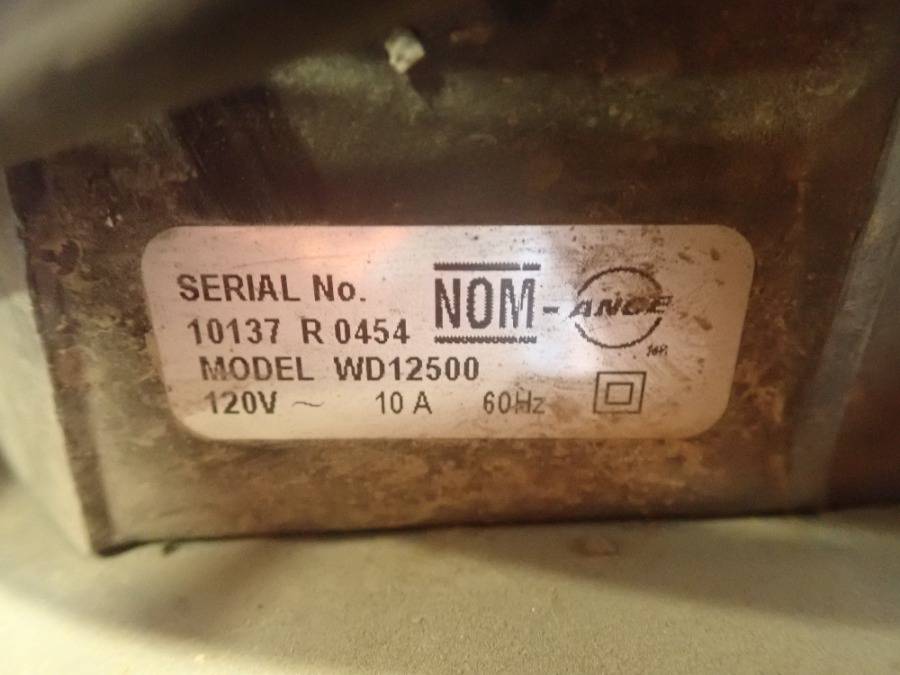 SERIAL No.
10137 R 0454
NOM-ANCE
MODEL WD12500
120V ~ 10 A 60Hz